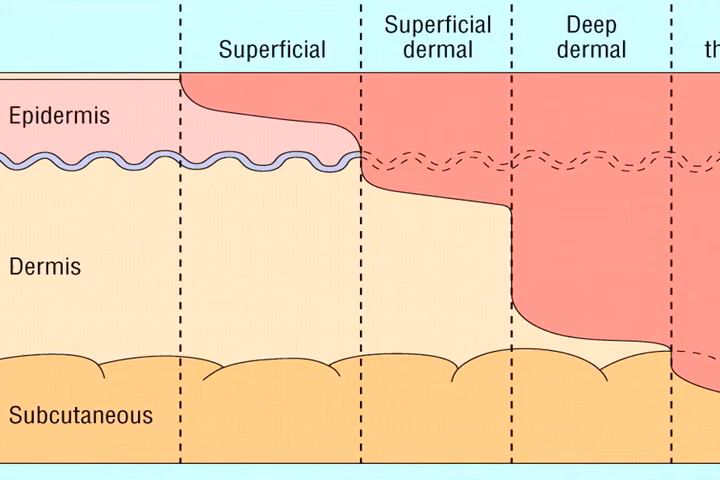 Superficial
Superficial
dermal
Deep
dermal
Epidermis
Dermis
Subcutaneous